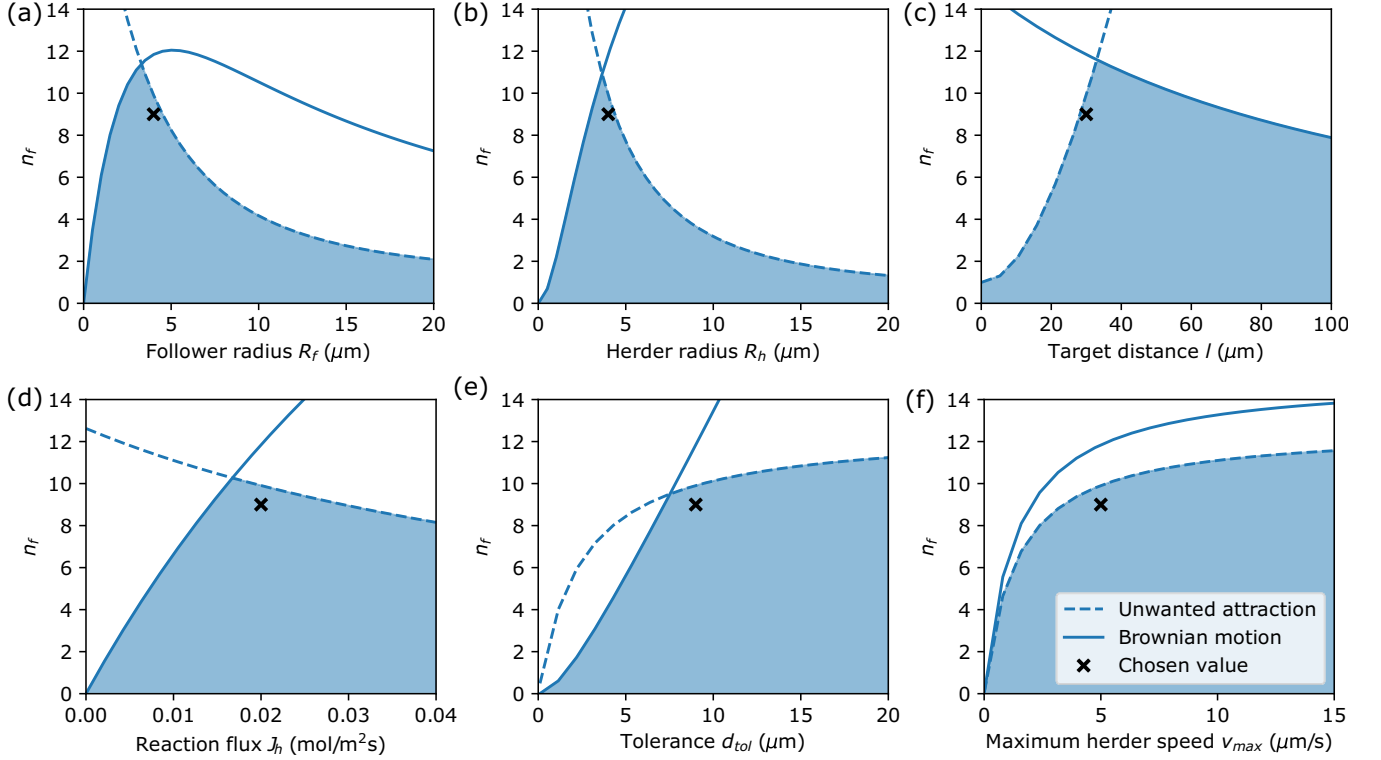 (a)
14
12
10
8
6
4
2
0
n_f
0 5 10 15 20
Follower radius R_f (μm)
(b)
14
12
10
8
6
4
2
0
n_f
0 5 10 15 20
Herder radius R_h (μm)
(c)
14
12
10
8
6
4
2
0
n_f
0 20 40 60 80 100
Target distance l (μm)
(d)
14
12
10
8
6
4
2
0
n_f
0.00 0.01 0.02 0.03 0.04
Reaction flux J_h (mol/m²s)
(e)
14
12
10
8
6
4
2
0
n_f
0 5 10 15 20
Tolerance d_tol (μm)
(f)
14
12
10
8
6
4
2
0
n_f
0 5 10 15
Maximum herder speed v_max (μm/s)
Unwanted attraction
Brownian motion
Chosen value